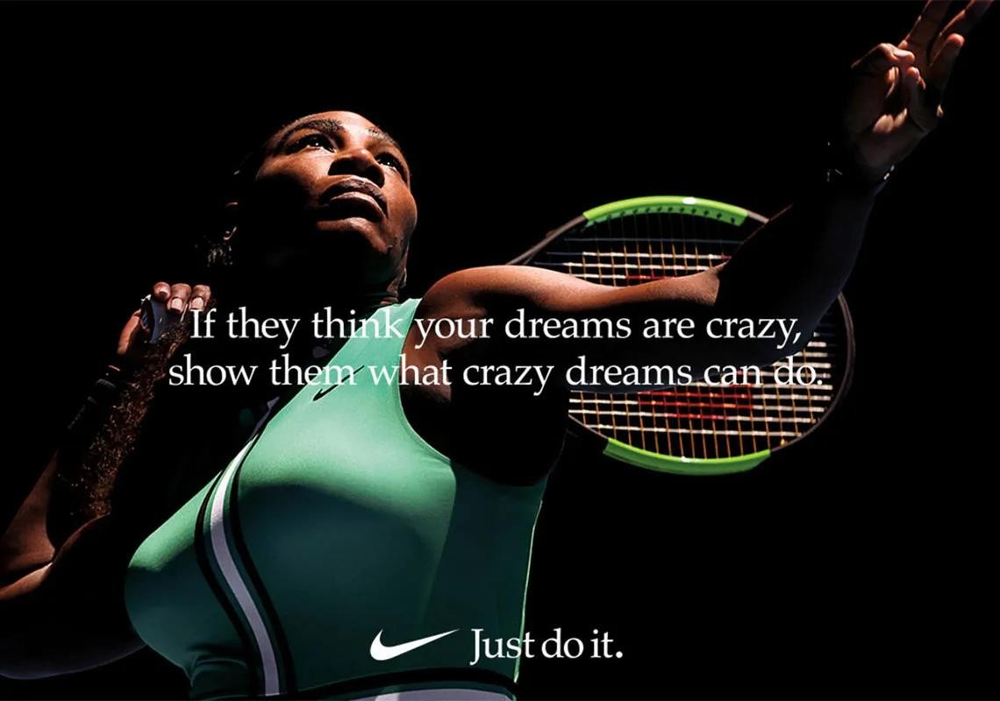 If they think your dreams are crazy,
show them what crazy dreams can do.
Just do it.